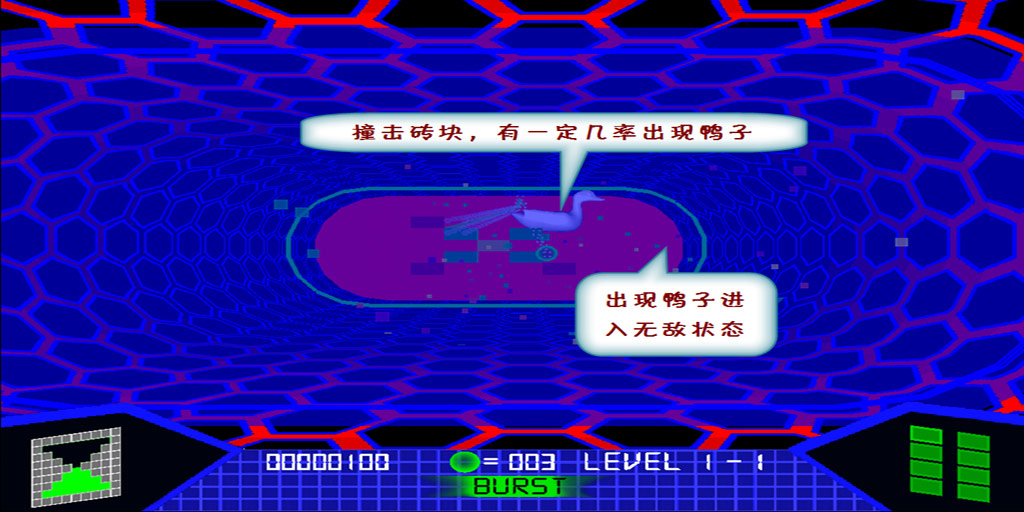 撞击砖块，有一定几率出现鸭子
出现鸭子进
入无敌状态
00000100 = 003 LEVEL 1-1
BURST